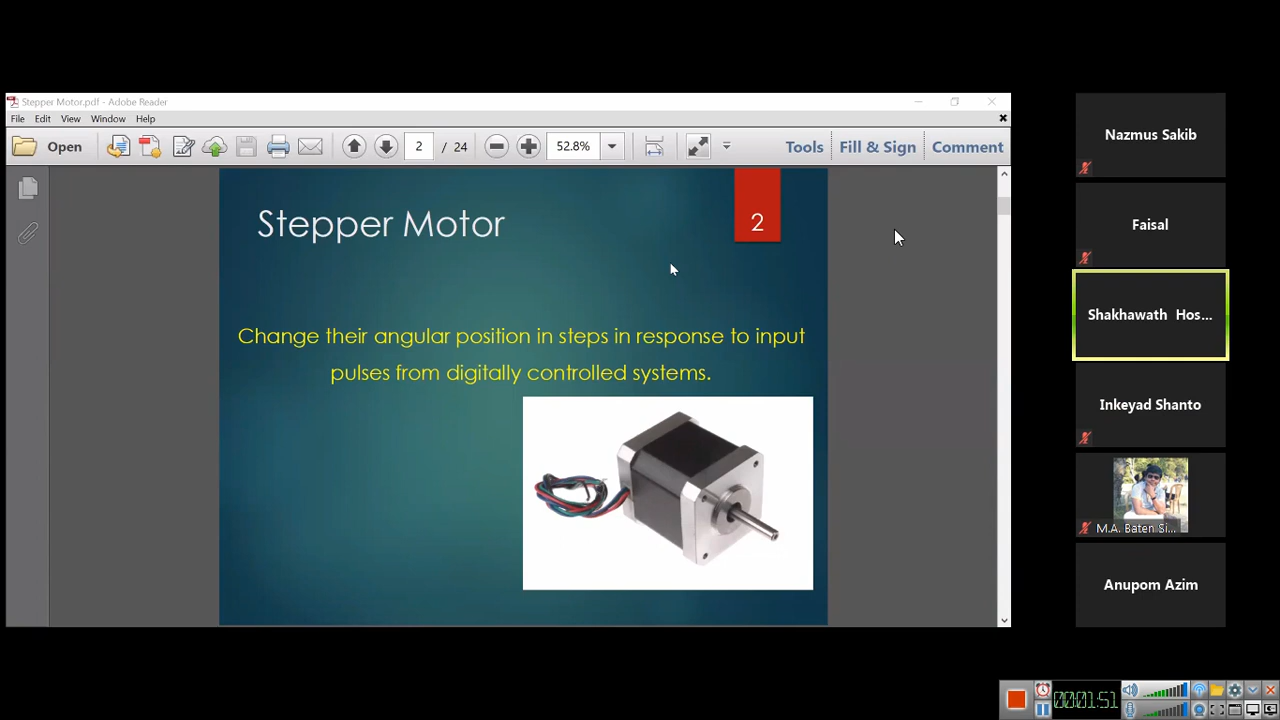 Stepper Motor.pdf - Adobe Reader
File Edit View Window Help
Open
2 / 24
52.8%
Tools Fill & Sign Comment
Stepper Motor
2
Change their angular position in steps in response to input
pulses from digitally controlled systems.
Nazmus Sakib
Faisal
Shakhawath Hos...
Inkeyad Shanto
M.A. Baten Si...
Anupom Azim
00:01:51